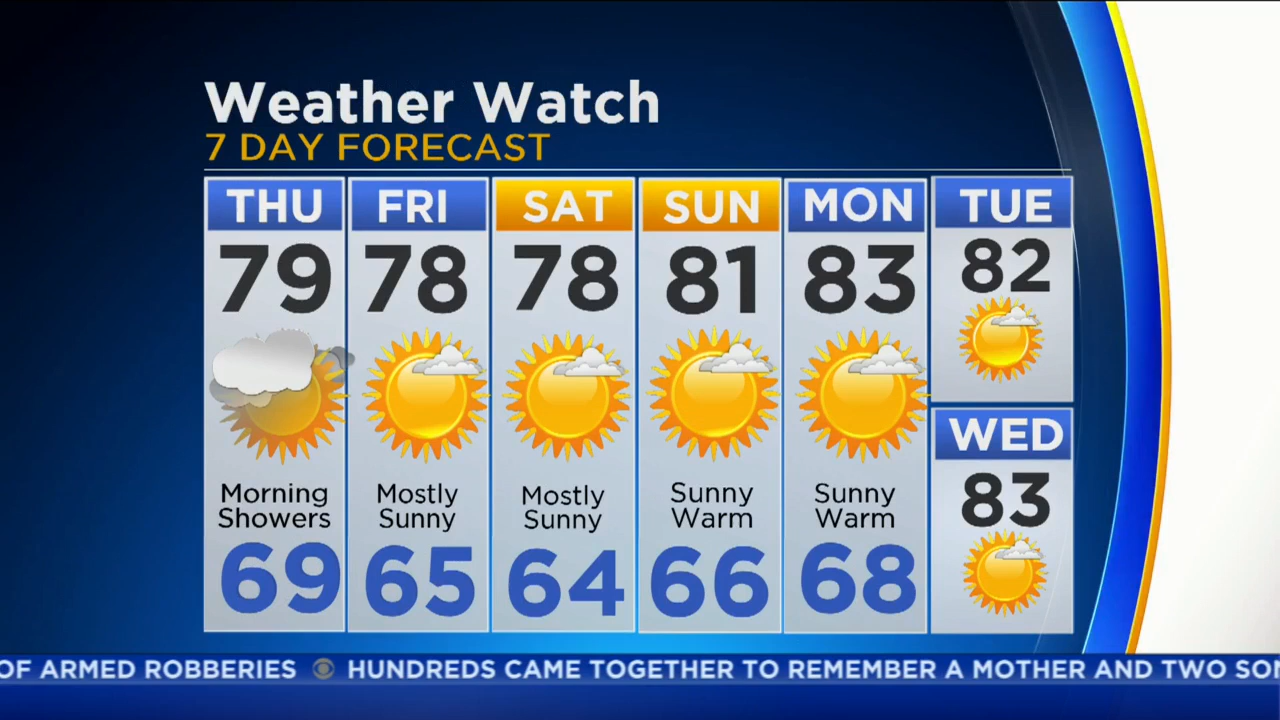 Weather Watch
7 DAY FORECAST
THU
79
Morning
Showers
69
FRI
78
Mostly
Sunny
65
SAT
78
Mostly
Sunny
64
SUN
81
Sunny
Warm
66
MON
83
Sunny
Warm
68
TUE
82
WED
83
OF ARMED ROBBERIES HUNDREDS CAME TOGETHER TO REMEMBER A MOTHER AND TWO